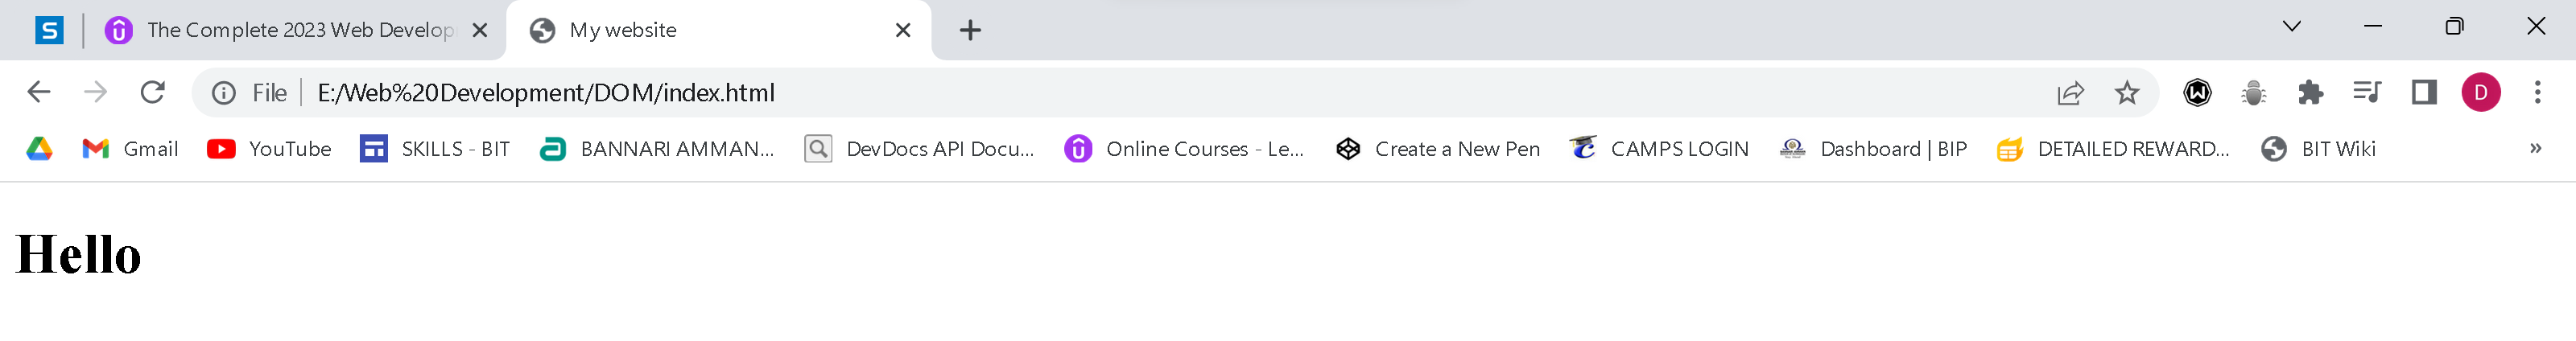 S The Complete 2023 Web Develop My website
File E:/Web%20Development/DOM/index.html D
Gmail YouTube SKILLS - BIT BANNARI AMMAN... DevDocs API Docu... Online Courses - Le... Create a New Pen CAMPS LOGIN Dashboard | BIP DETAILED REWARD... BIT Wiki »
Hello